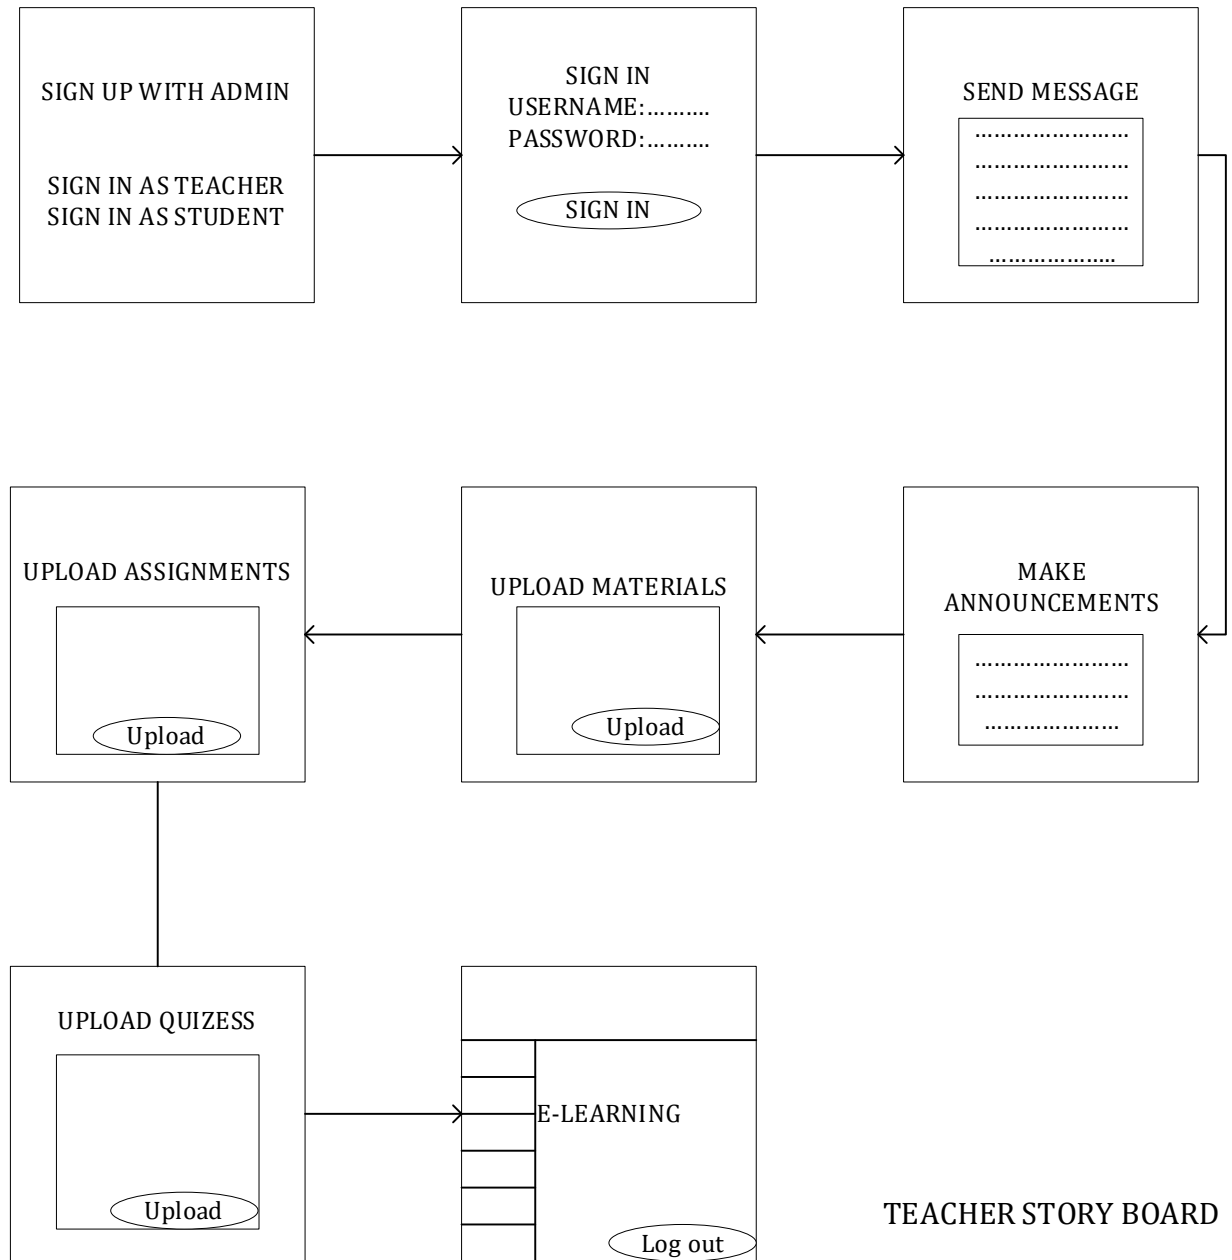 SIGN UP WITH ADMIN
SIGN IN AS TEACHER
SIGN IN AS STUDENT
SIGN IN
USERNAME:..........
PASSWORD:..........
SIGN IN
SEND MESSAGE
........................
........................
........................
........................
....................
MAKE
ANNOUNCEMENTS
........................
........................
.....................
UPLOAD MATERIALS
Upload
UPLOAD ASSIGNMENTS
Upload
UPLOAD QUIZESS
Upload
E-LEARNING
Log out
TEACHER STORY BOARD